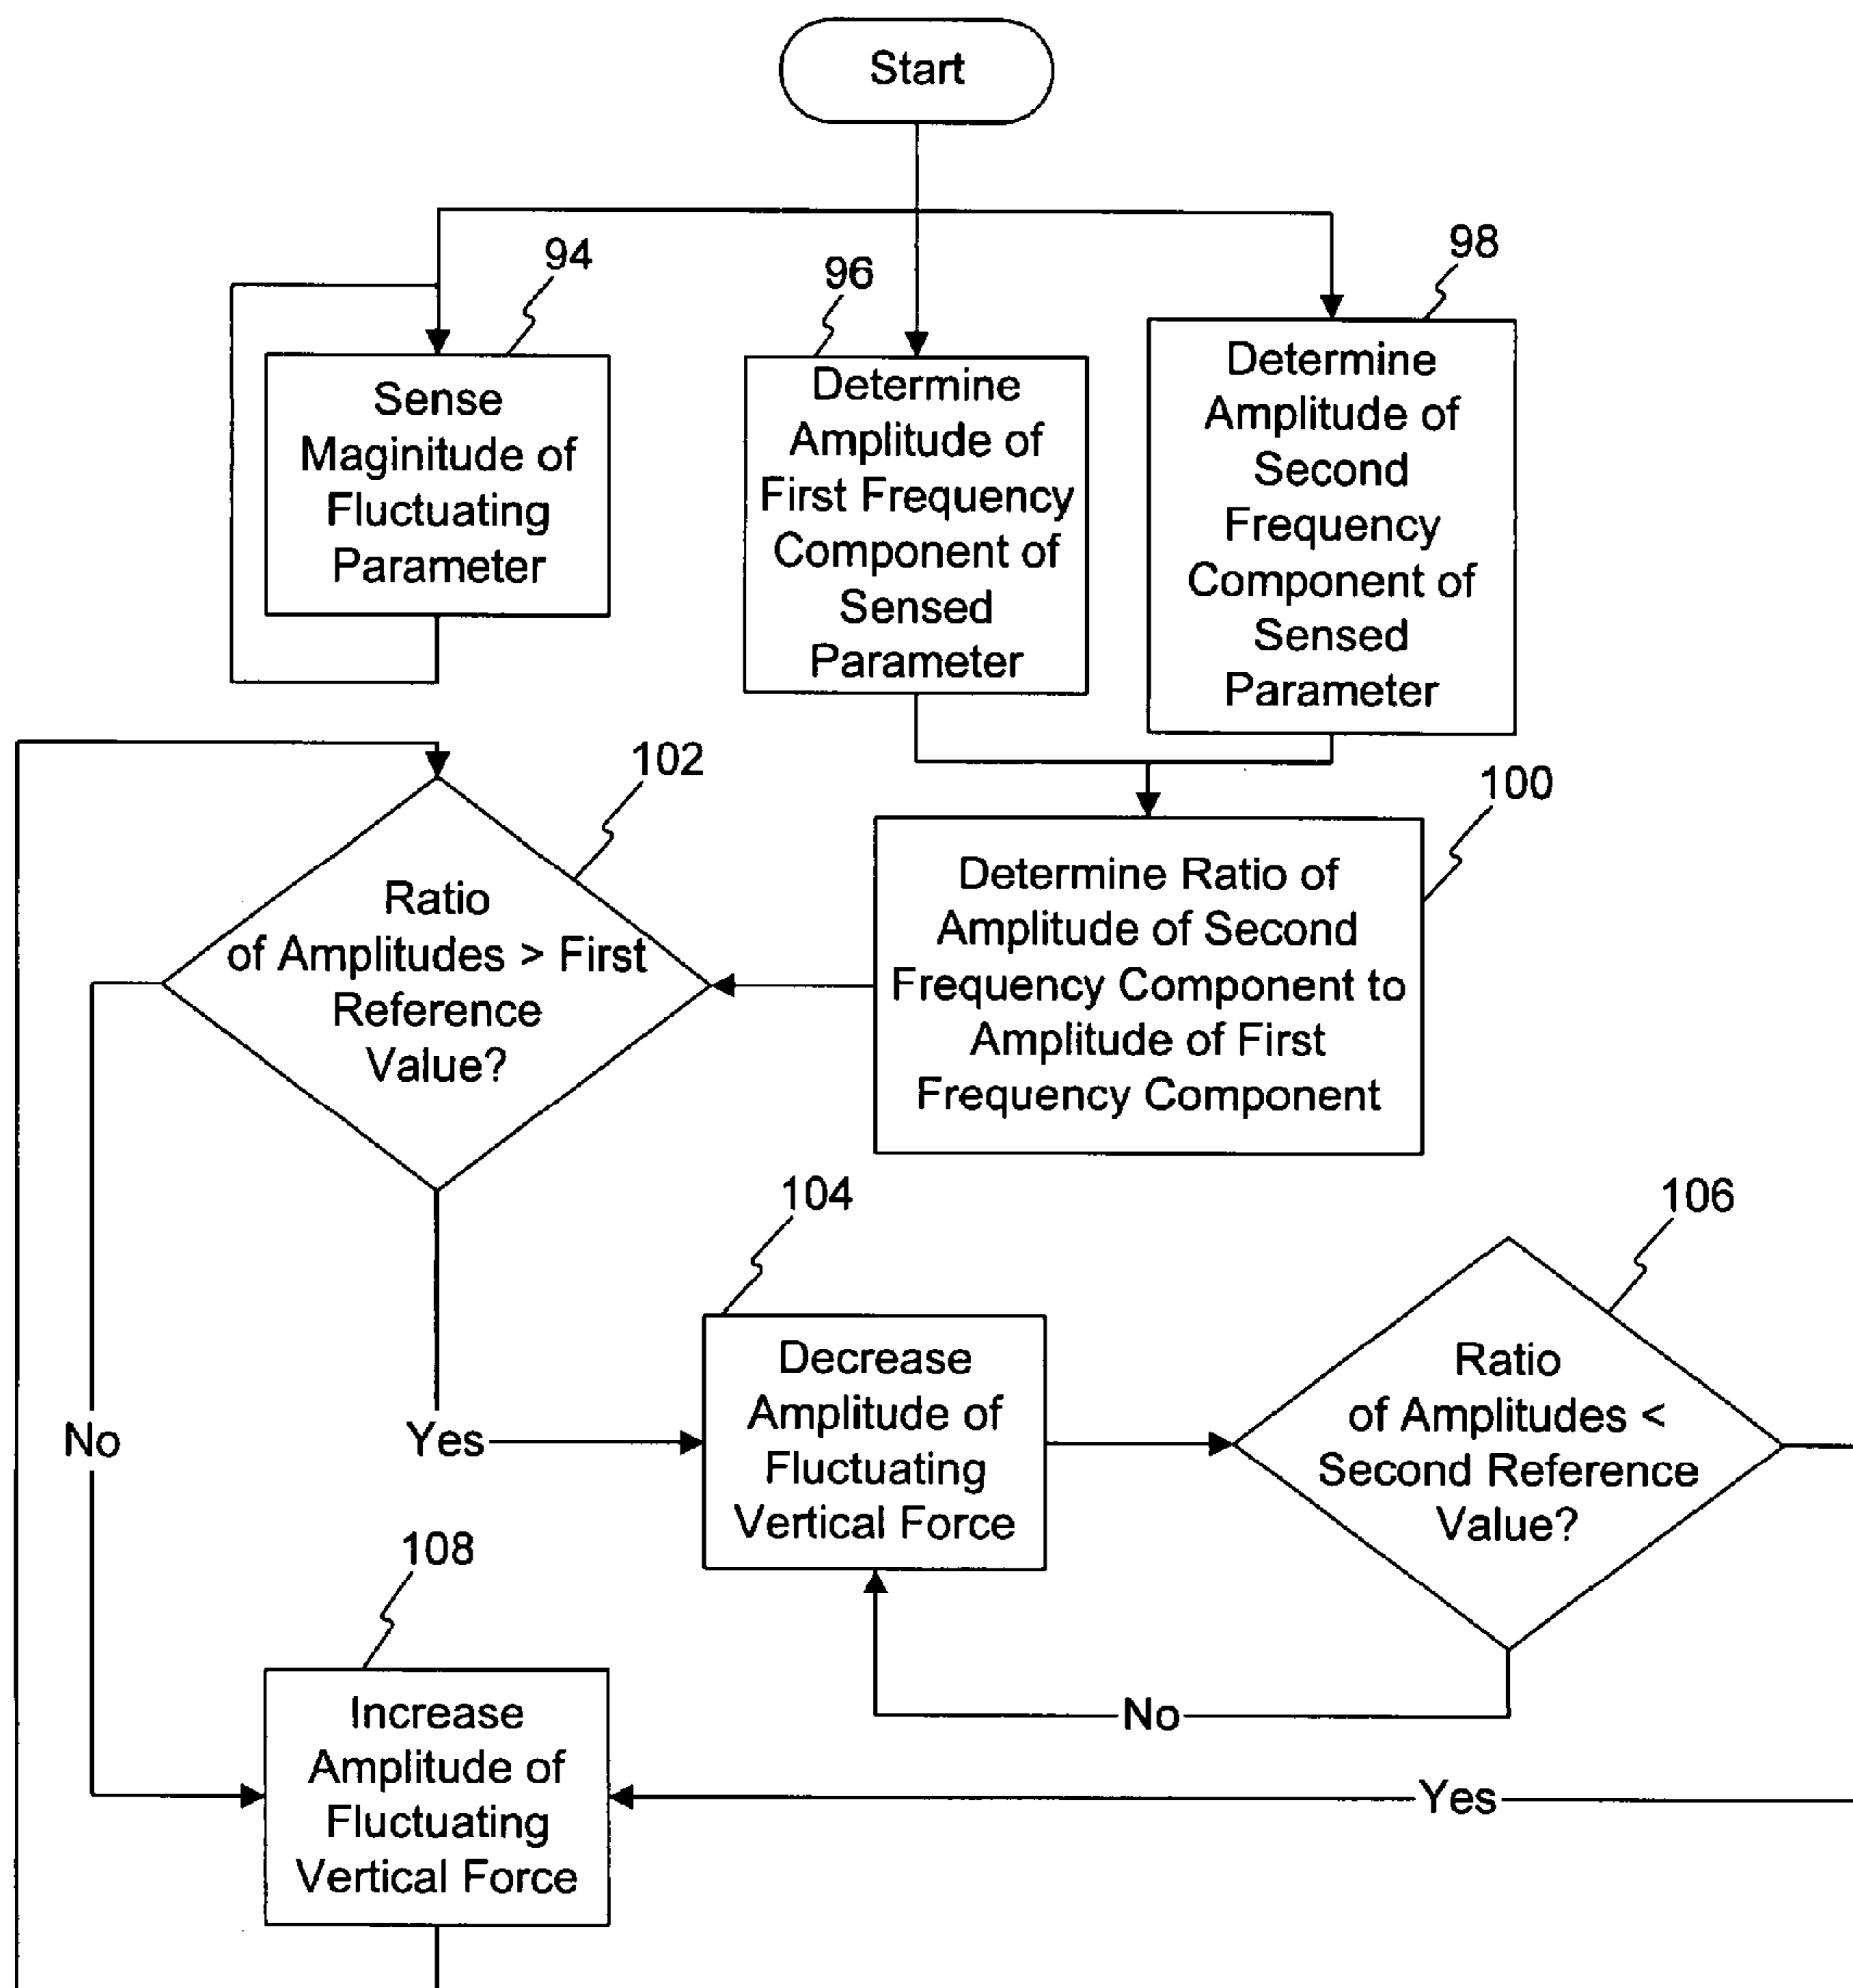 Start
94
96
98
Sense
Maginitude of
Fluctuating
Parameter
Determine
Amplitude of
First Frequency
Component of
Sensed
Parameter
Determine
Amplitude of
Second
Frequency
Component of
Sensed
Parameter
102
100
Ratio
of Amplitudes > First
Reference
Value?
Determine Ratio of
Amplitude of Second
Frequency Component to
Amplitude of First
Frequency Component
104
106
No
Yes
Decrease
Amplitude of
Fluctuating
Vertical Force
Ratio
of Amplitudes <
Second Reference
Value?
108
No
Increase
Amplitude of
Fluctuating
Vertical Force
Yes